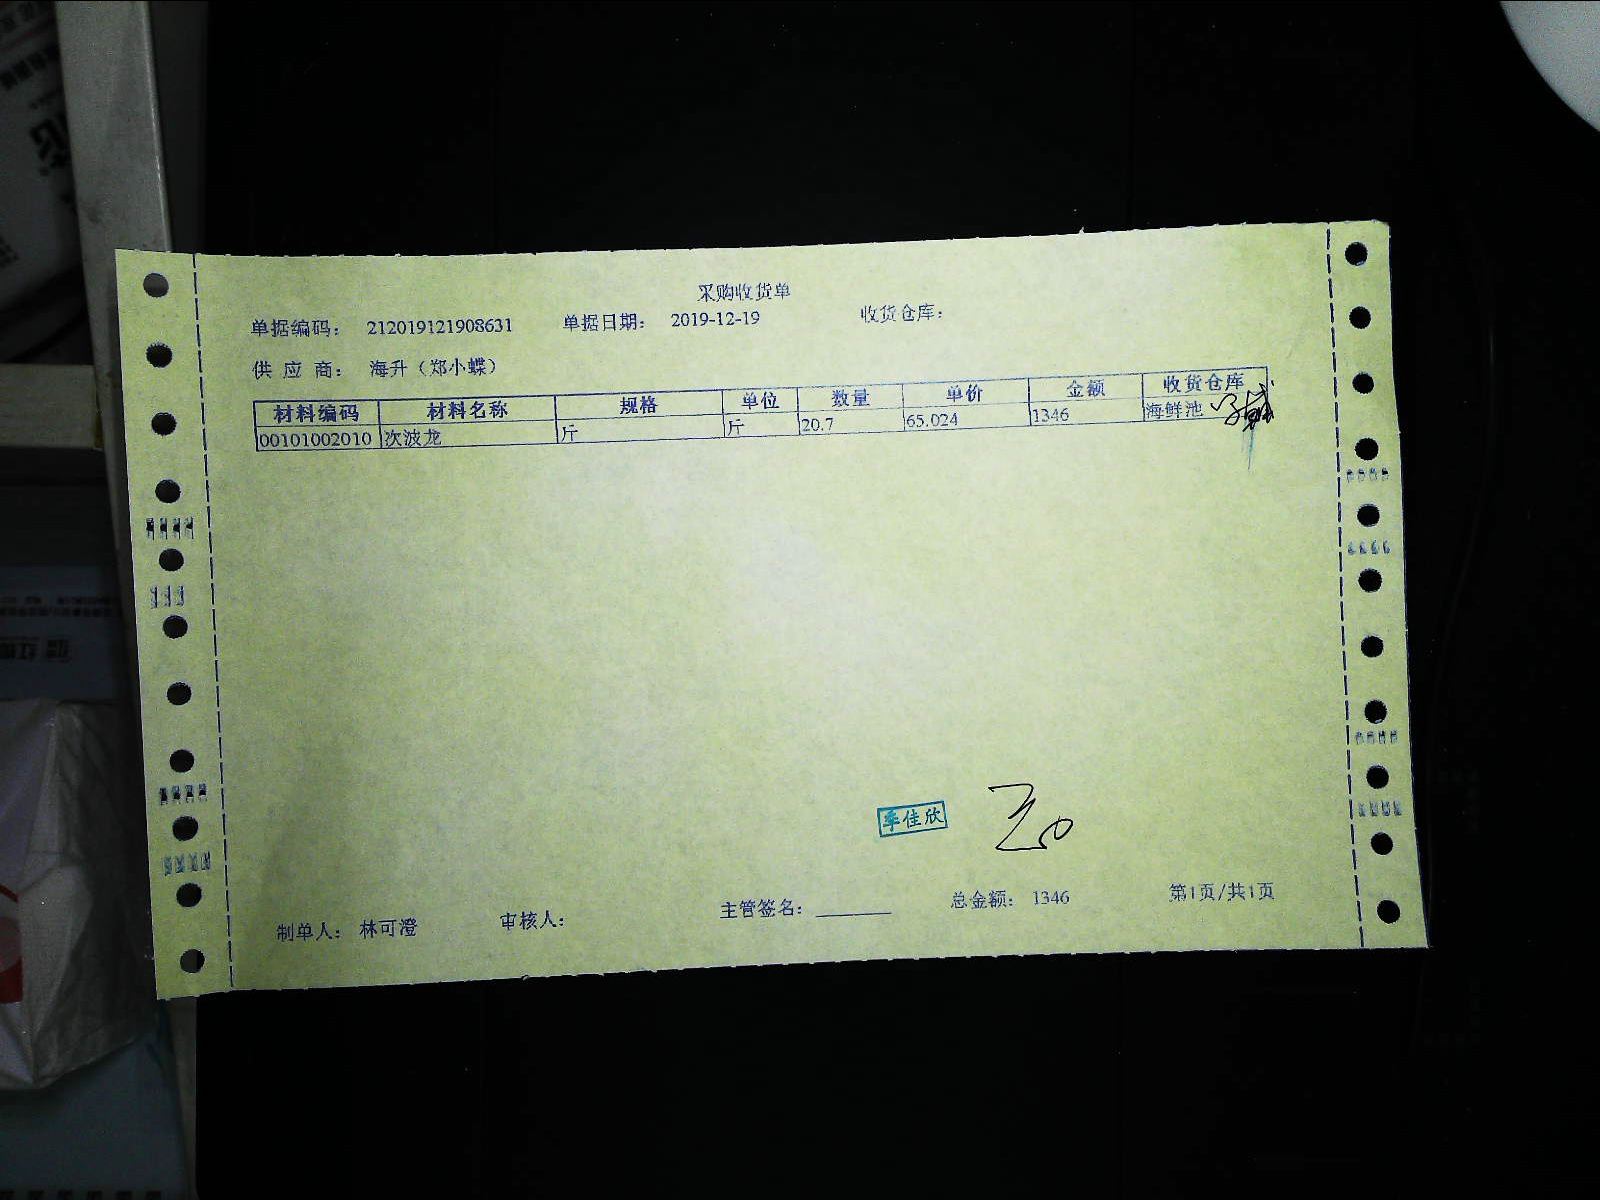 采购收货单
单据编码: 212019121908631 单据日期: 2019-12-19 收货仓库:
供 应 商: 海升（郑小蝶）
材料编码 材料名称 规格 单位 数量 单价 金额 收货仓库
00101002010 次波龙 斤 斤 20.7 65.024 1346 海鲜池
季佳欣
制单人: 林可澄 审核人: 主管签名: 总金额: 1346 第1页/共1页